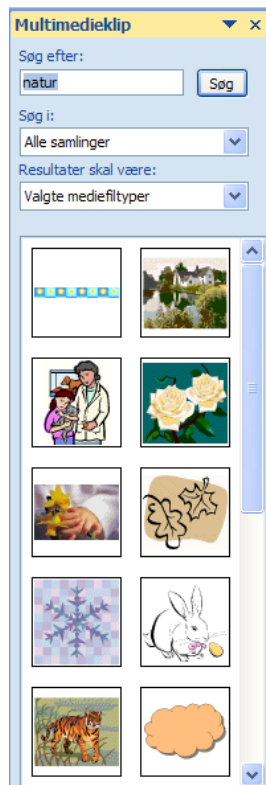 Multimedieklip
Søg efter:
natur
Søg
Søg i:
Alle samlinger
Resultater skal være:
Valgte mediefiltyper